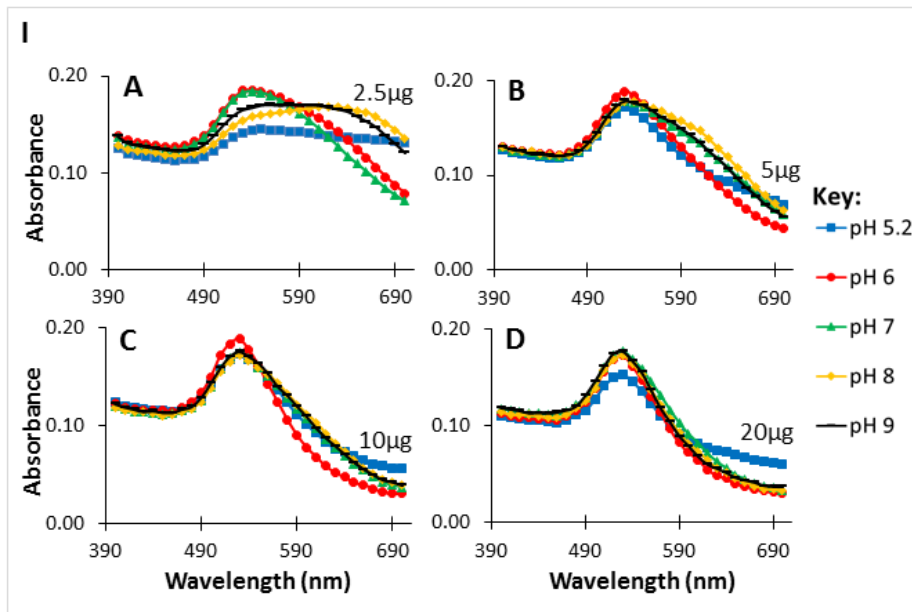 I
A
2.5µg
0.20
0.10
0.00
390 490 590 690
Absorbance
B
5µg
0.20
0.10
0.00
390 490 590 690
C
10µg
0.20
0.10
0.00
390 490 590 690
Absorbance
Wavelength (nm)
D
20µg
0.20
0.10
0.00
390 490 590 690
Wavelength (nm)
Key:
pH 5.2
pH 6
pH 7
pH 8
pH 9